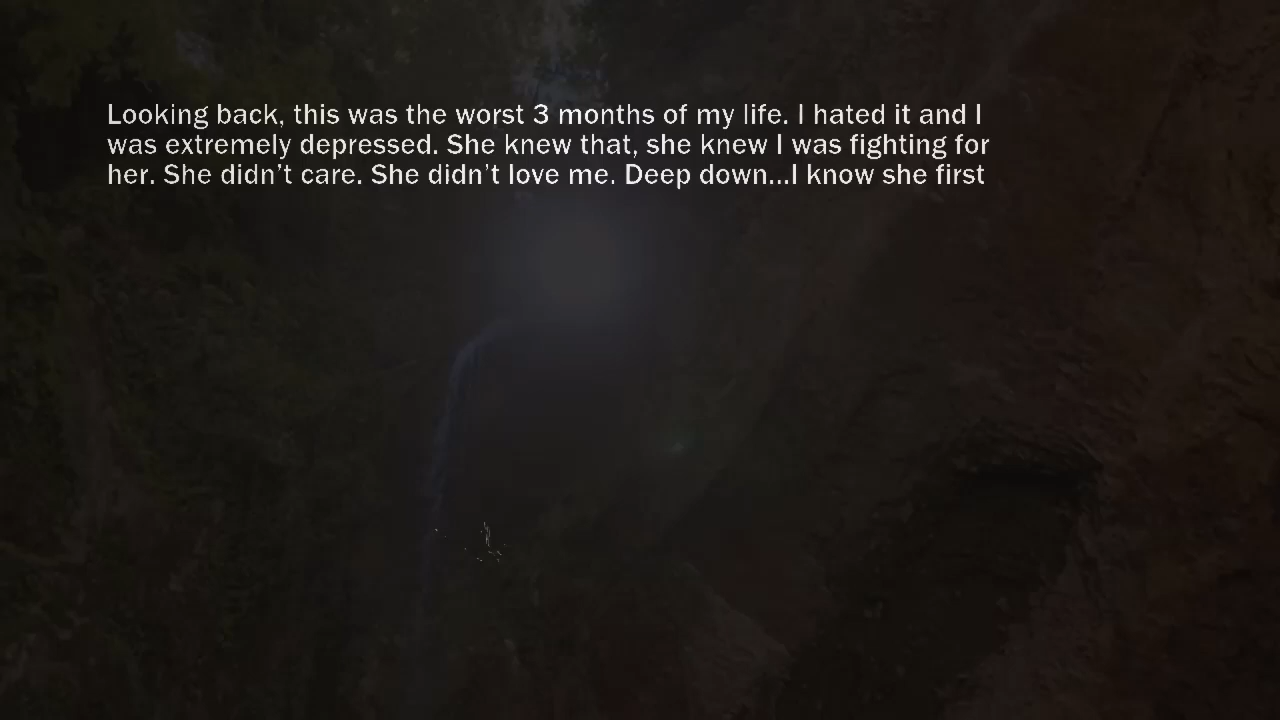 Looking back, this was the worst 3 months of my life. I hated it and I
was extremely depressed. She knew that, she knew I was fighting for
her. She didn’t care. She didn’t love me. Deep down...I know she first